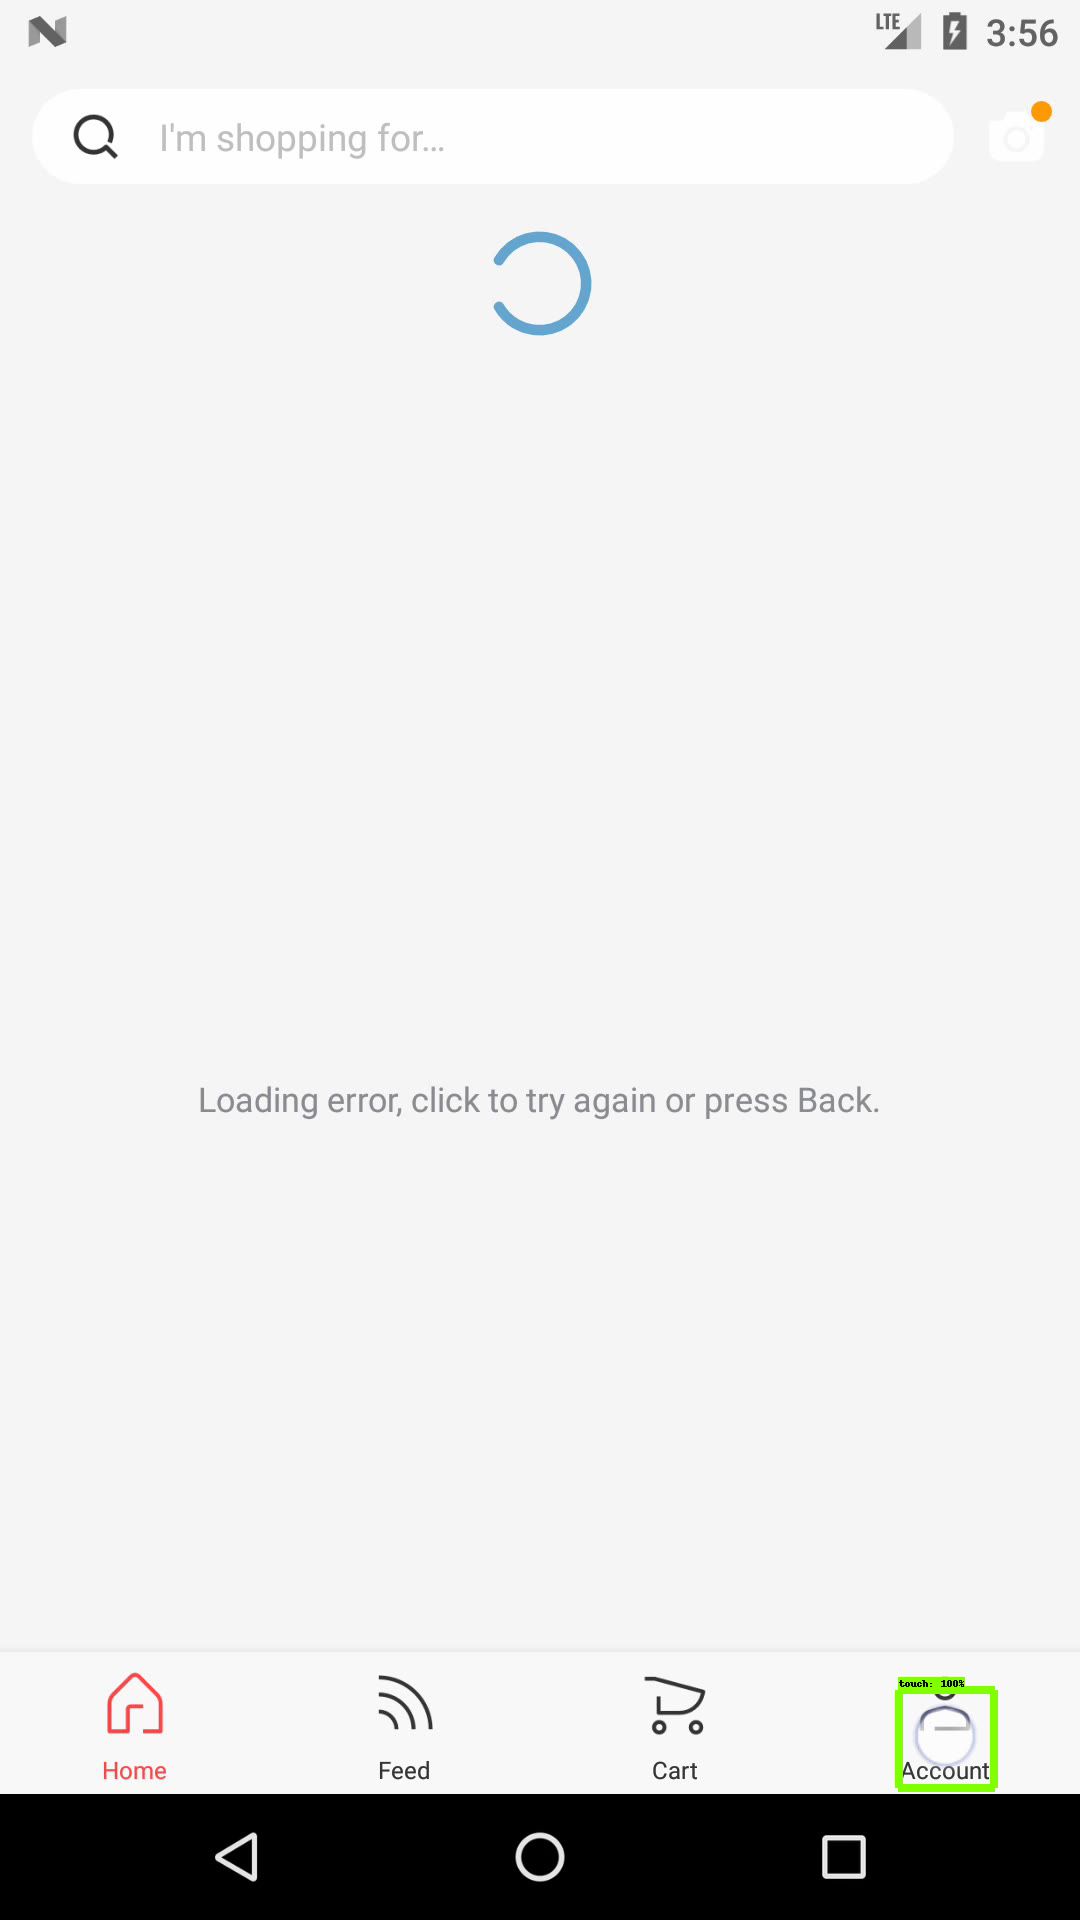 LTE 3:56
I'm shopping for...
Loading error, click to try again or press Back.
touch: 100%
Home Feed Cart Account